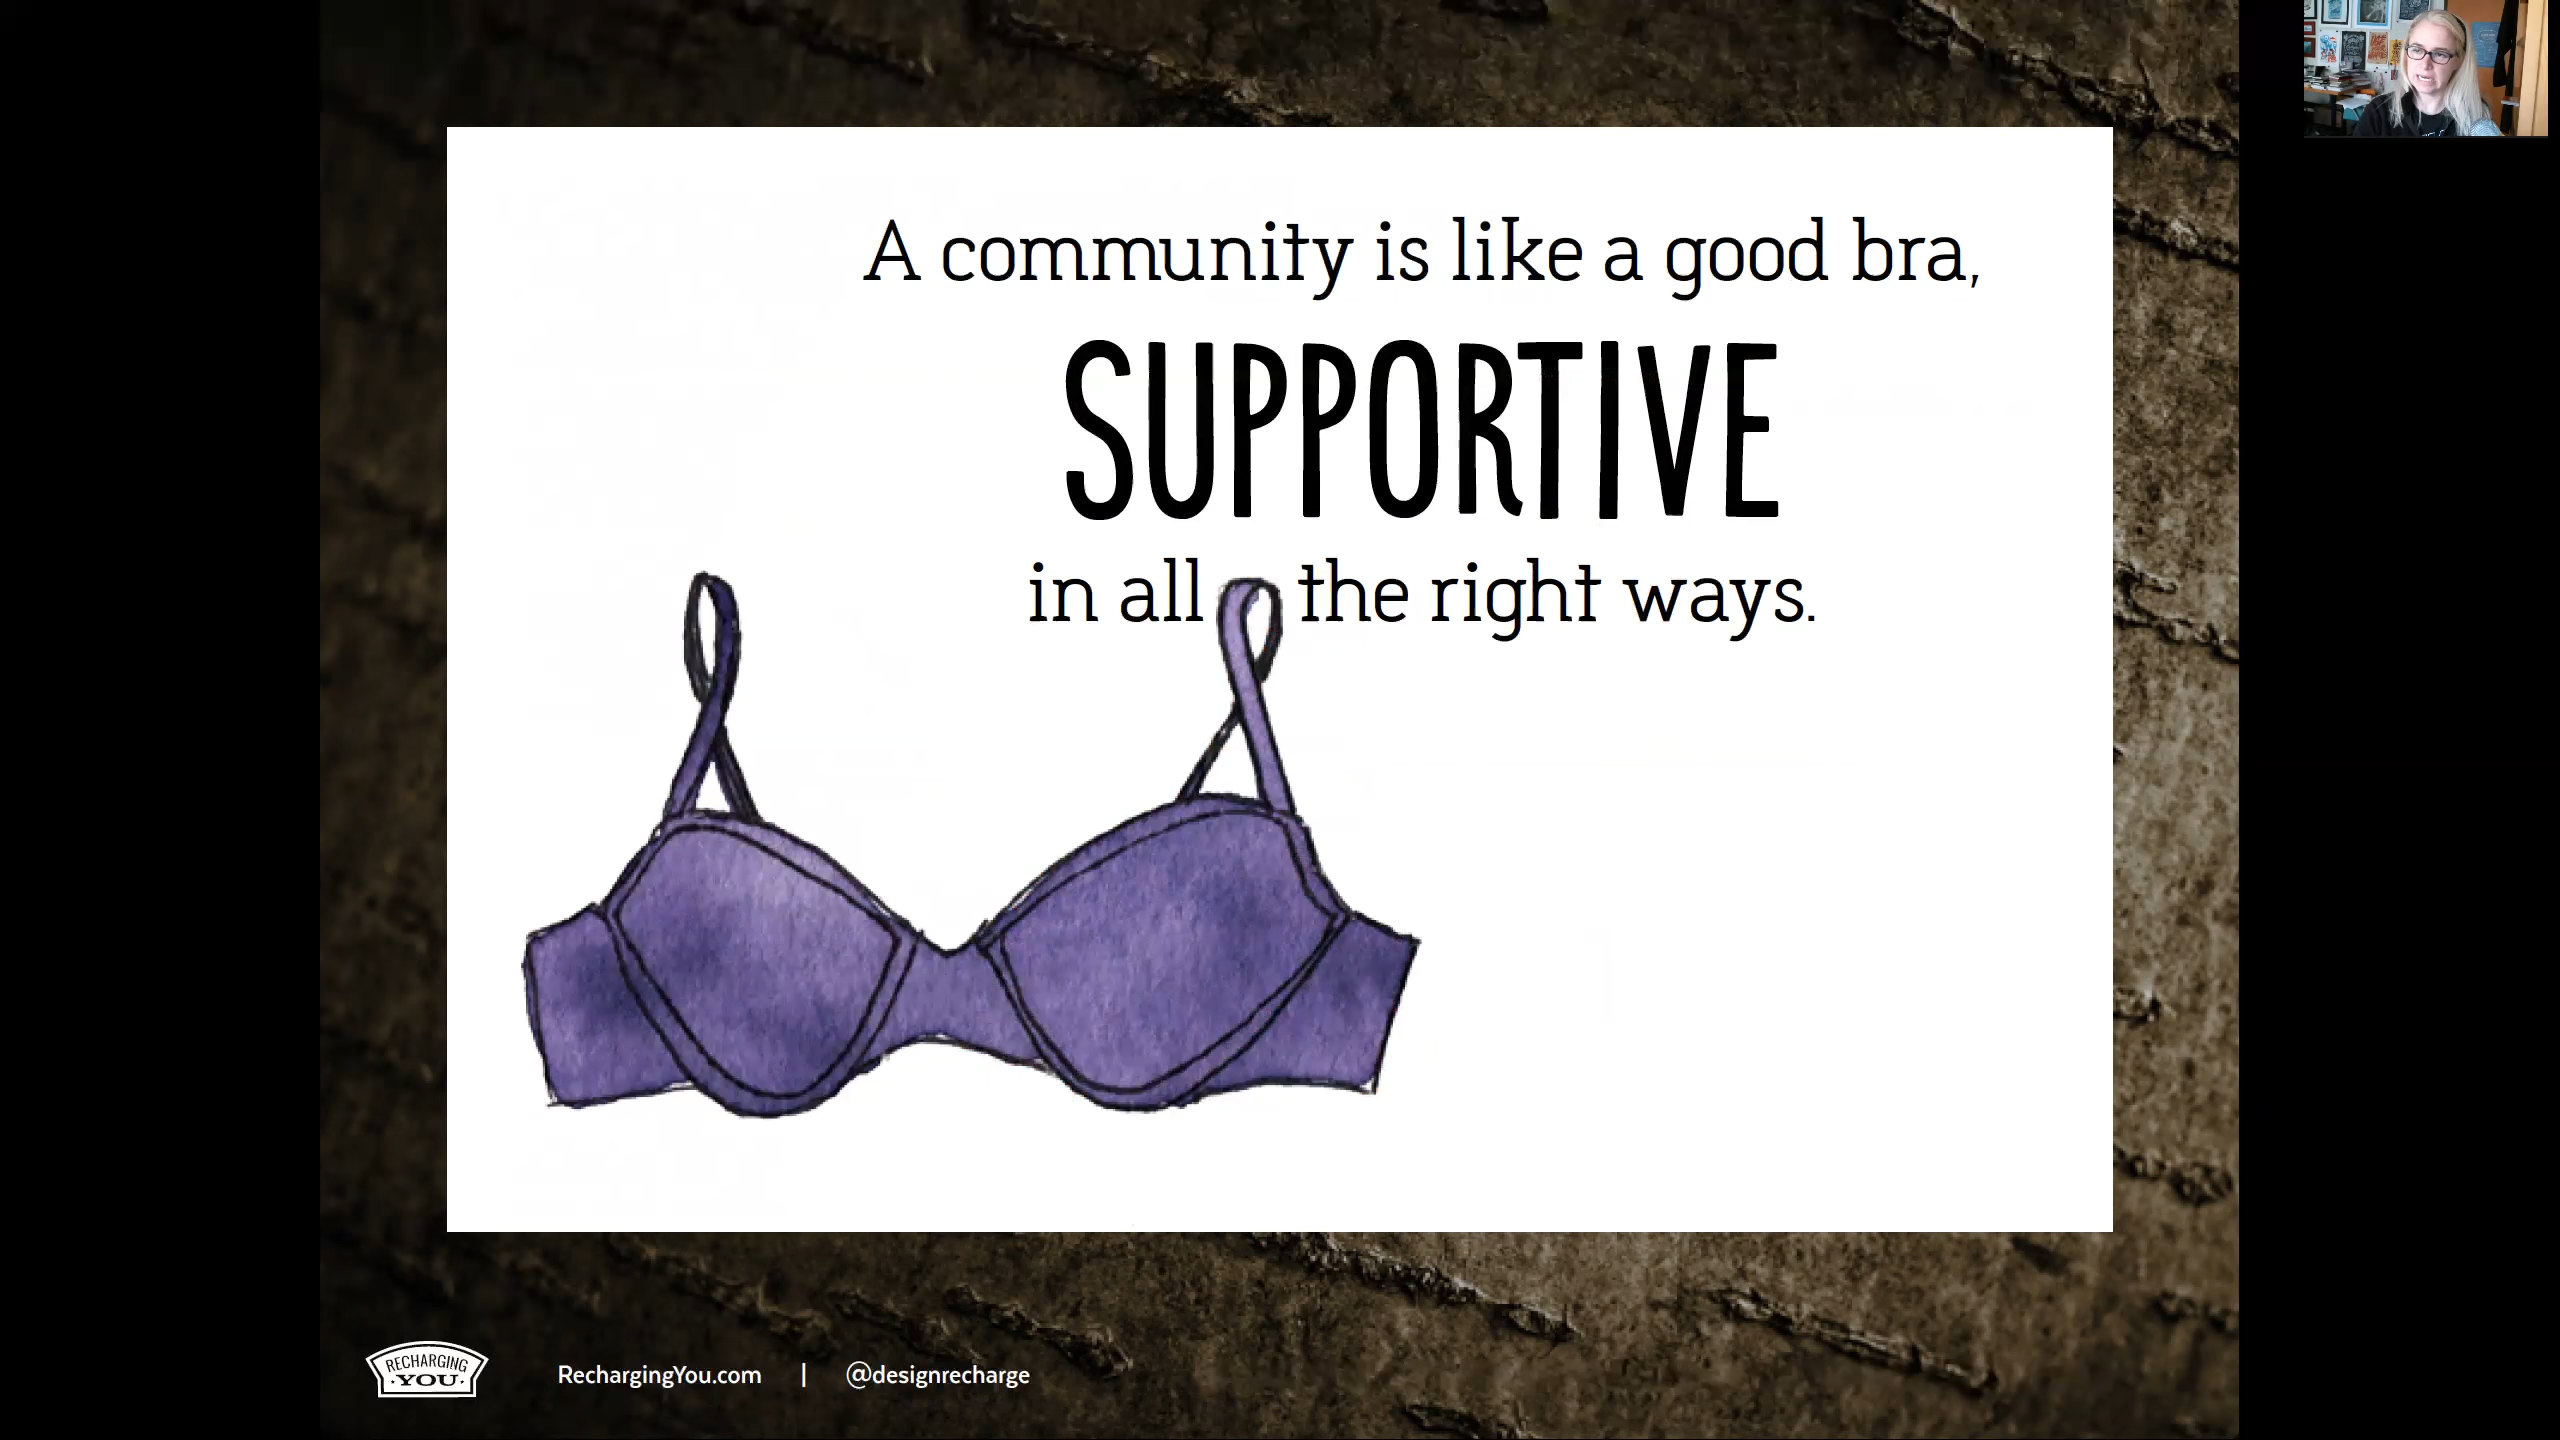 A community is like a good bra,
SUPPORTIVE
in all the right ways.
RECHARGING
YOU
RechargingYou.com | @designrecharge